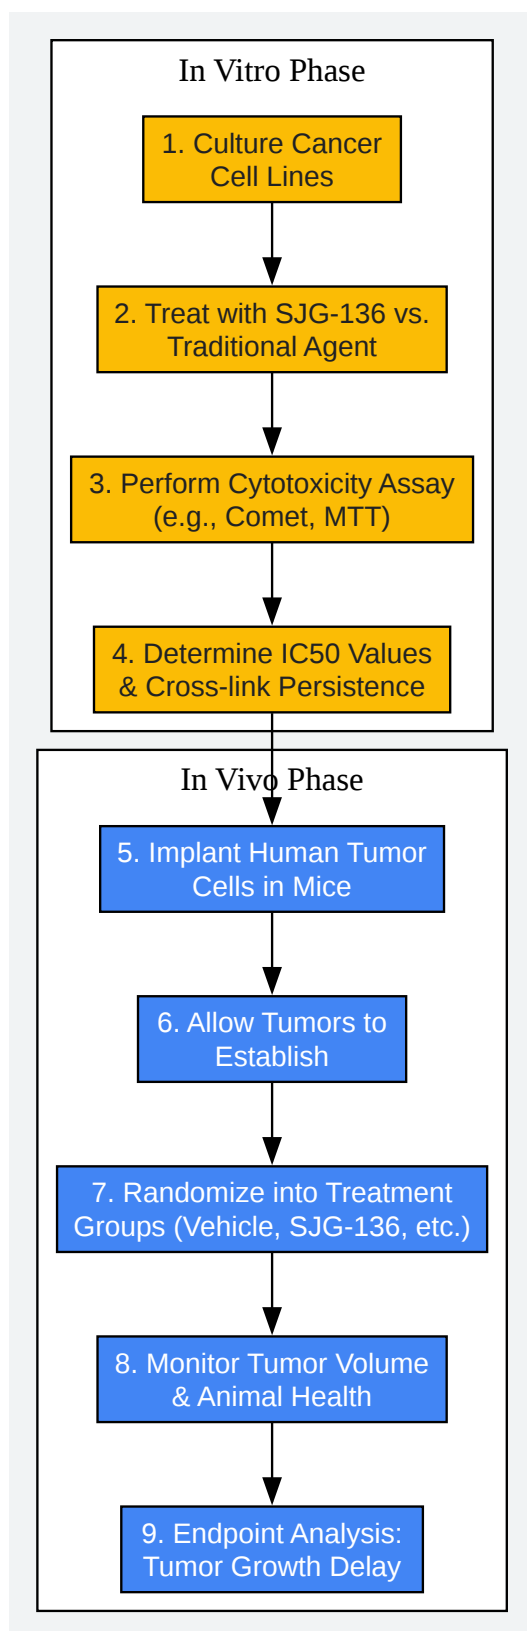 In Vitro Phase
1. Culture Cancer
Cell Lines
2. Treat with SJG-136 vs.
Traditional Agent
3. Perform Cytotoxicity Assay
(e.g., Comet, MTT)
4. Determine IC50 Values
& Cross-link Persistence
In Vivo Phase
5. Implant Human Tumor
Cells in Mice
6. Allow Tumors to
Establish
7. Randomize into Treatment
Groups (Vehicle, SJG-136, etc.)
8. Monitor Tumor Volume
& Animal Health
9. Endpoint Analysis:
Tumor Growth Delay